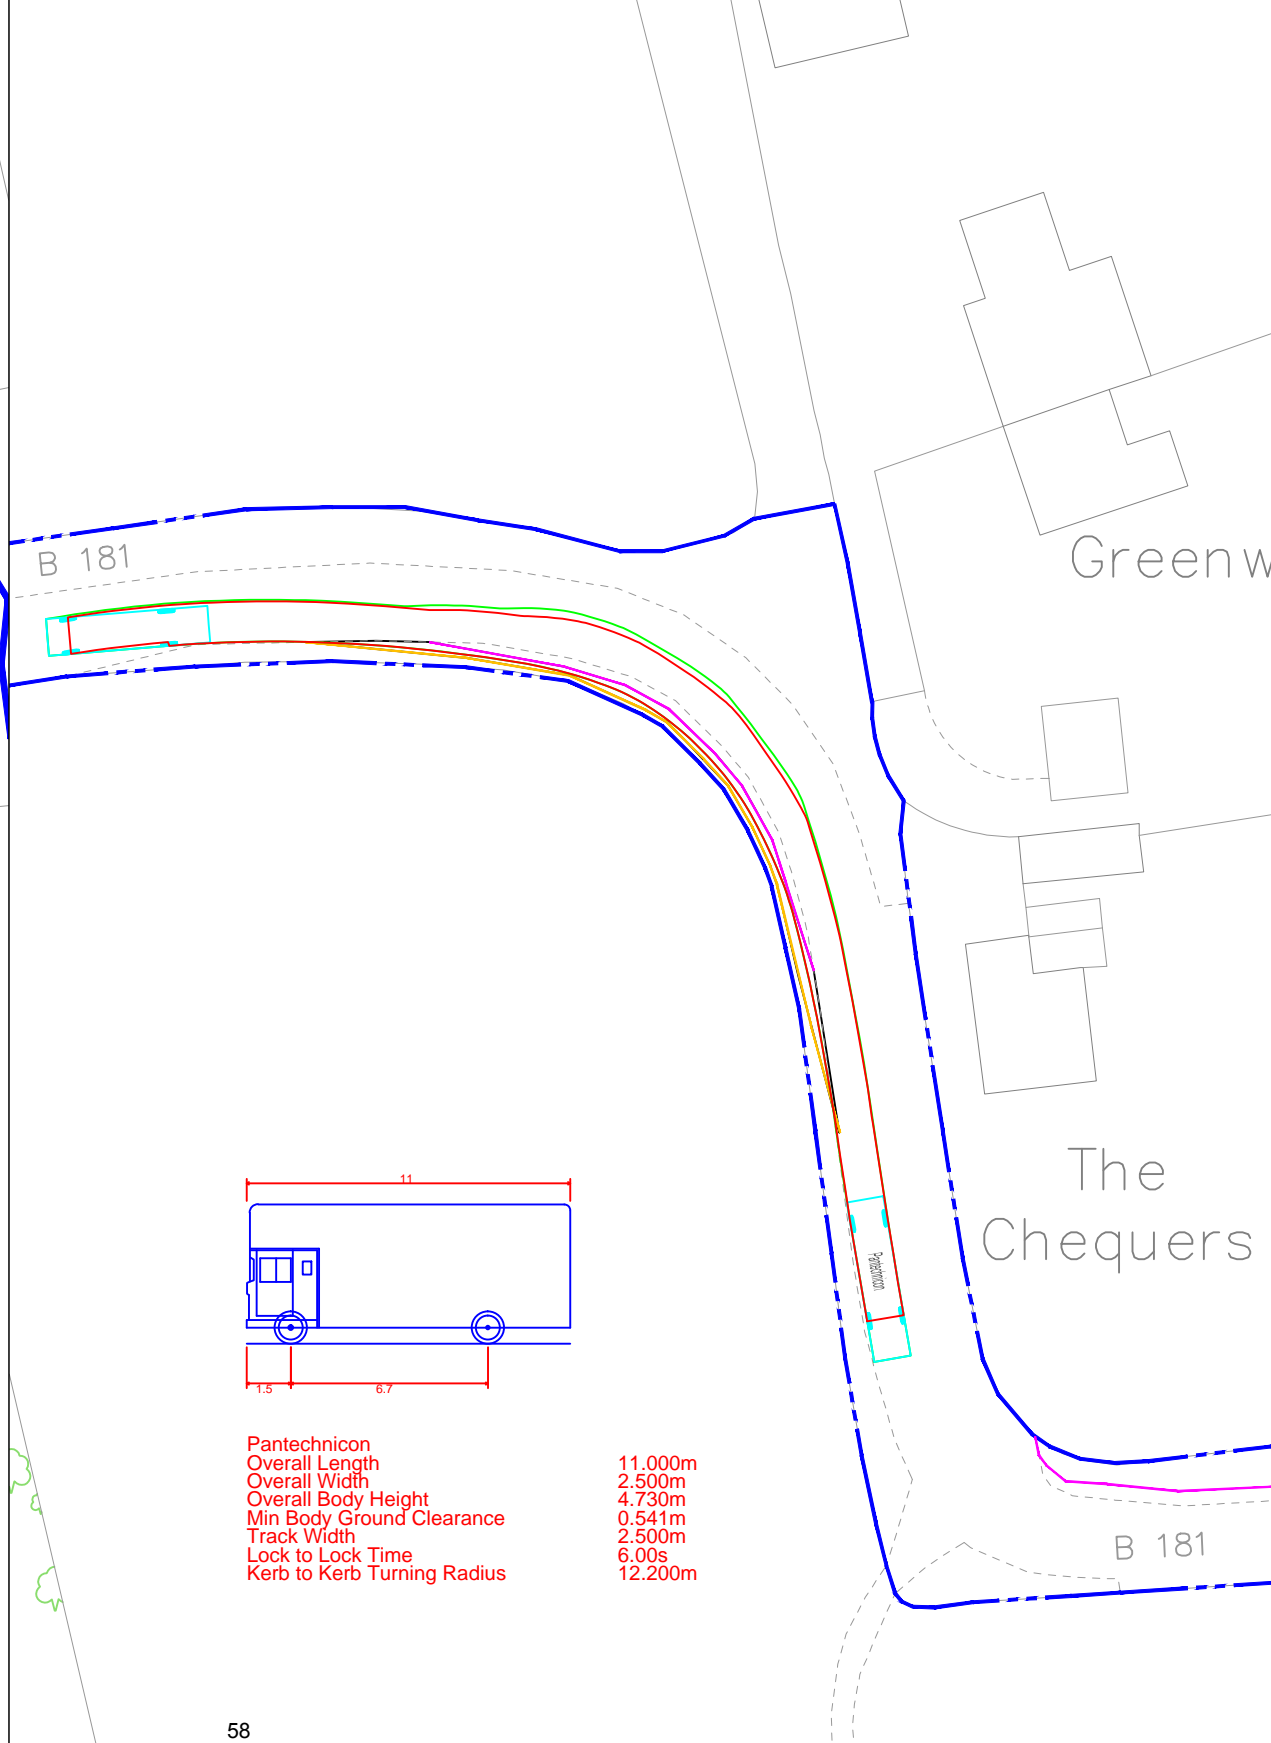 B 181
Greenw
The
Chequers
Pantechnicon
11
1.5 6.7
Pantechnicon
Overall Length 11.000m
Overall Width 2.500m
Overall Body Height 4.730m
Min Body Ground Clearance 0.541m
Track Width 2.500m
Lock to Lock Time 6.00s
Kerb to Kerb Turning Radius 12.200m
B 181
58